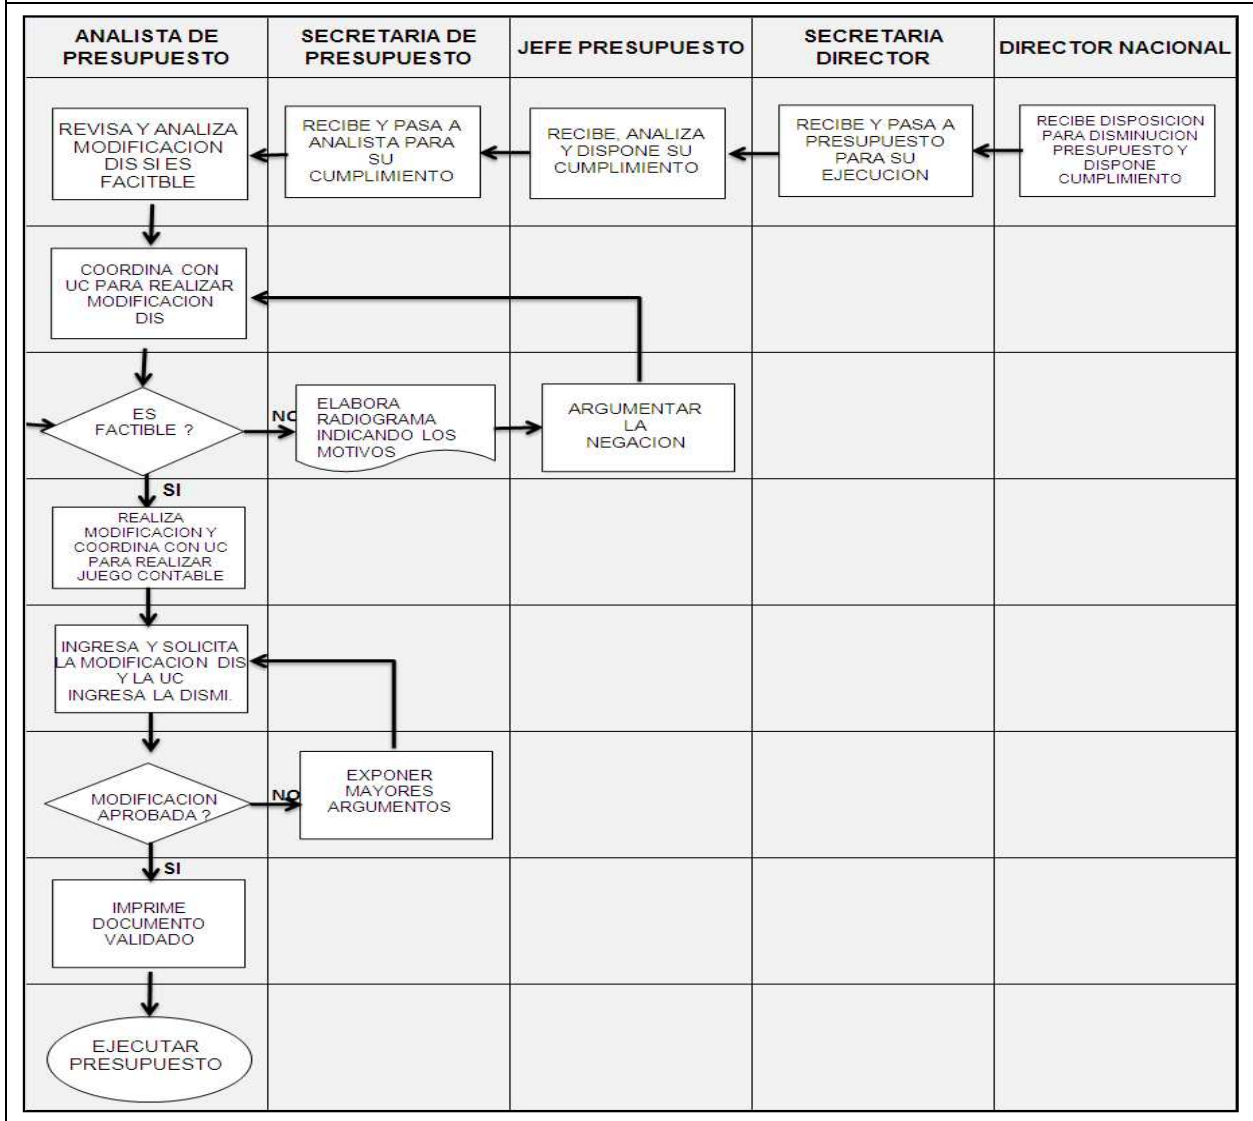 ANALISTA DE
PRESUPUESTO
SECRETARIA DE
PRESUPUESTO
JEFE PRESUPUESTO
SECRETARIA
DIRECTOR
DIRECTOR NACIONAL
REVISA Y ANALIZA
MODIFICACION
DIS SI ES
FACITBLE
RECIBE Y PASA A
ANALISTA PARA
SU
CUMPLIMIENTO
RECIBE, ANALIZA
Y DISPONE SU
CUMPLIMIENTO
RECIBE Y PASA A
PRESUPUESTO
PARA SU
EJECUCION
RECIBE DISPOSICION
PARA DISMINUCION
PRESUPUESTO Y
DISPONE
CUMPLIMIENTO
COORDINA CON
UC PARA REALIZAR
MODIFICACION
DIS
ES
FACTIBLE ?
NO
ELABORA
RADIOGRAMA
INDICANDO LOS
MOTIVOS
ARGUMENTAR
LA
NEGACION
SI
REALIZA
MODIFICACION Y
COORDINA CON UC
PARA REALIZAR
JUEGO CONTABLE
INGRESA Y SOLICITA
LA MODIFICACION DIS
Y LA UC
INGRESA LA DISMI.
MODIFICACION
APROBADA ?
NO
EXPONER
MAYORES
ARGUMENTOS
SI
IMPRIME
DOCUMENTO
VALIDADO
EJECUTAR
PRESUPUESTO